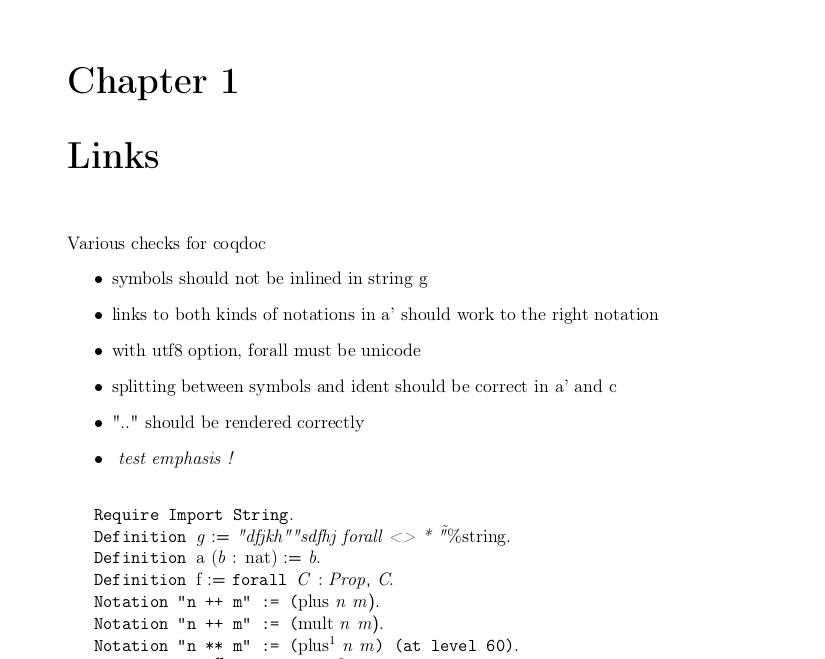 Chapter 1
Links
Various checks for coqdoc
• symbols should not be inlined in string g
• links to both kinds of notations in a’ should work to the right notation
• with utf8 option, forall must be unicode
• splitting between symbols and ident should be correct in a’ and c
• ".." should be rendered correctly
• test emphasis !
Require Import String.
Definition g := "dfjkh""sdfhj forall <> * ˜"%string.
Definition a (b : nat) := b.
Definition f := forall C : Prop, C.
Notation "n ++ m" := (plus n m).
Notation "n ++ m" := (mult n m).
Notation "n ** m" := (plus¹ n m) (at level 60).